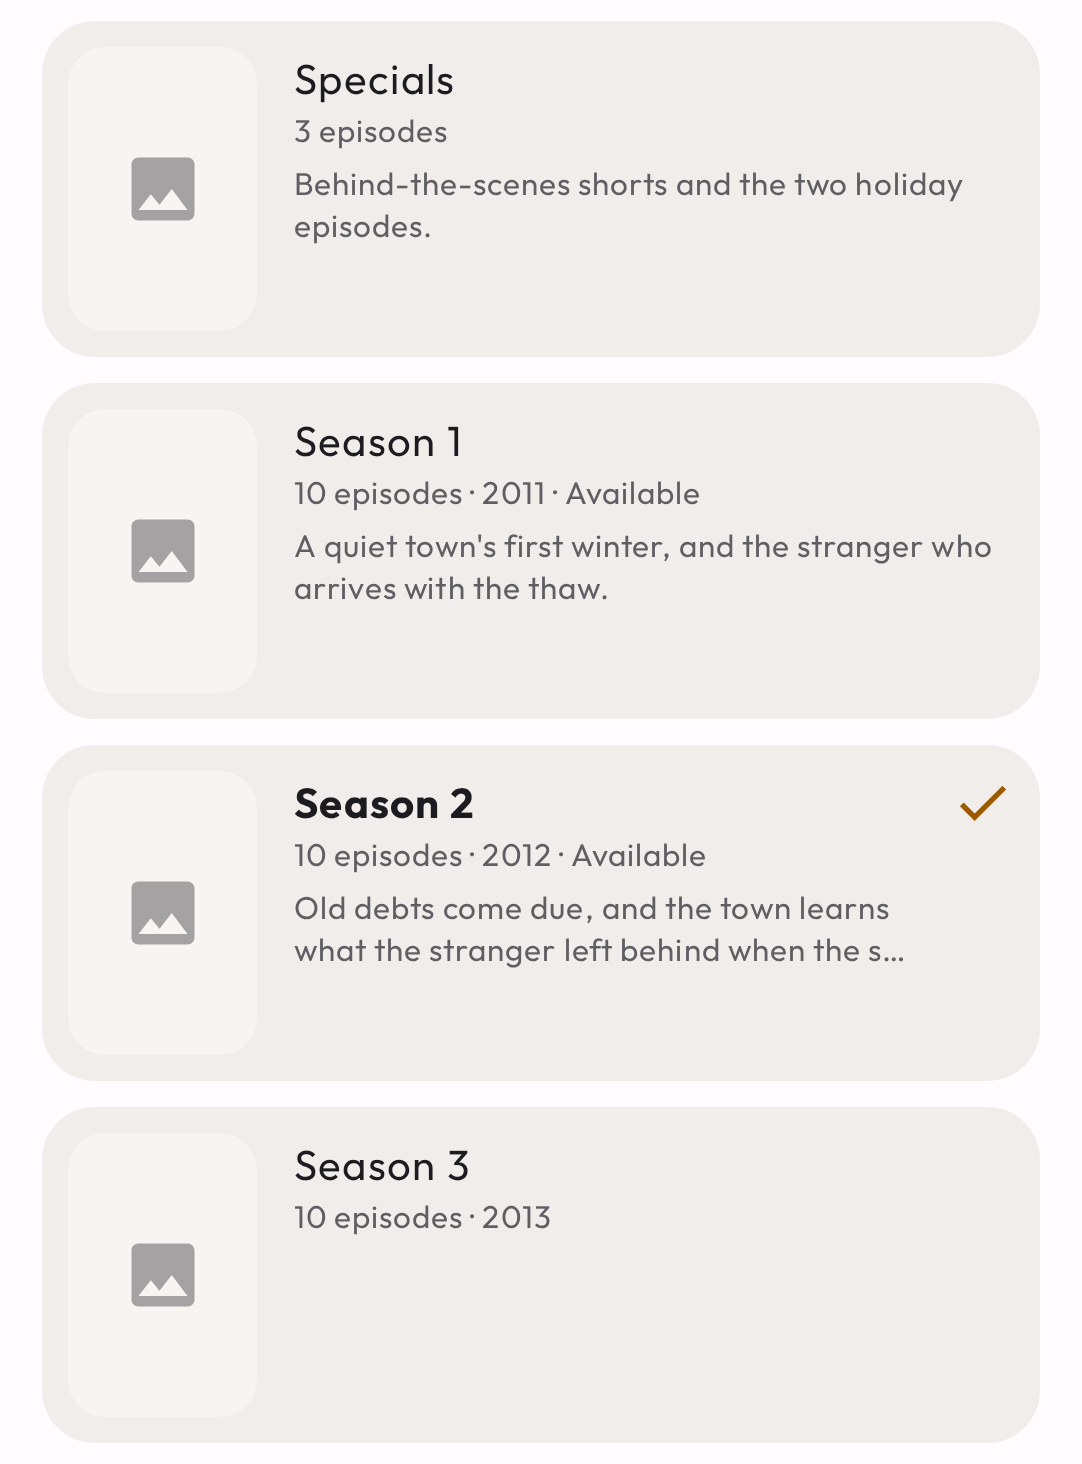 Specials
3 episodes
Behind-the-scenes shorts and the two holiday
episodes.
Season 1
10 episodes · 2011 · Available
A quiet town's first winter, and the stranger who
arrives with the thaw.
Season 2
10 episodes · 2012 · Available
Old debts come due, and the town learns
what the stranger left behind when the s…
Season 3
10 episodes · 2013